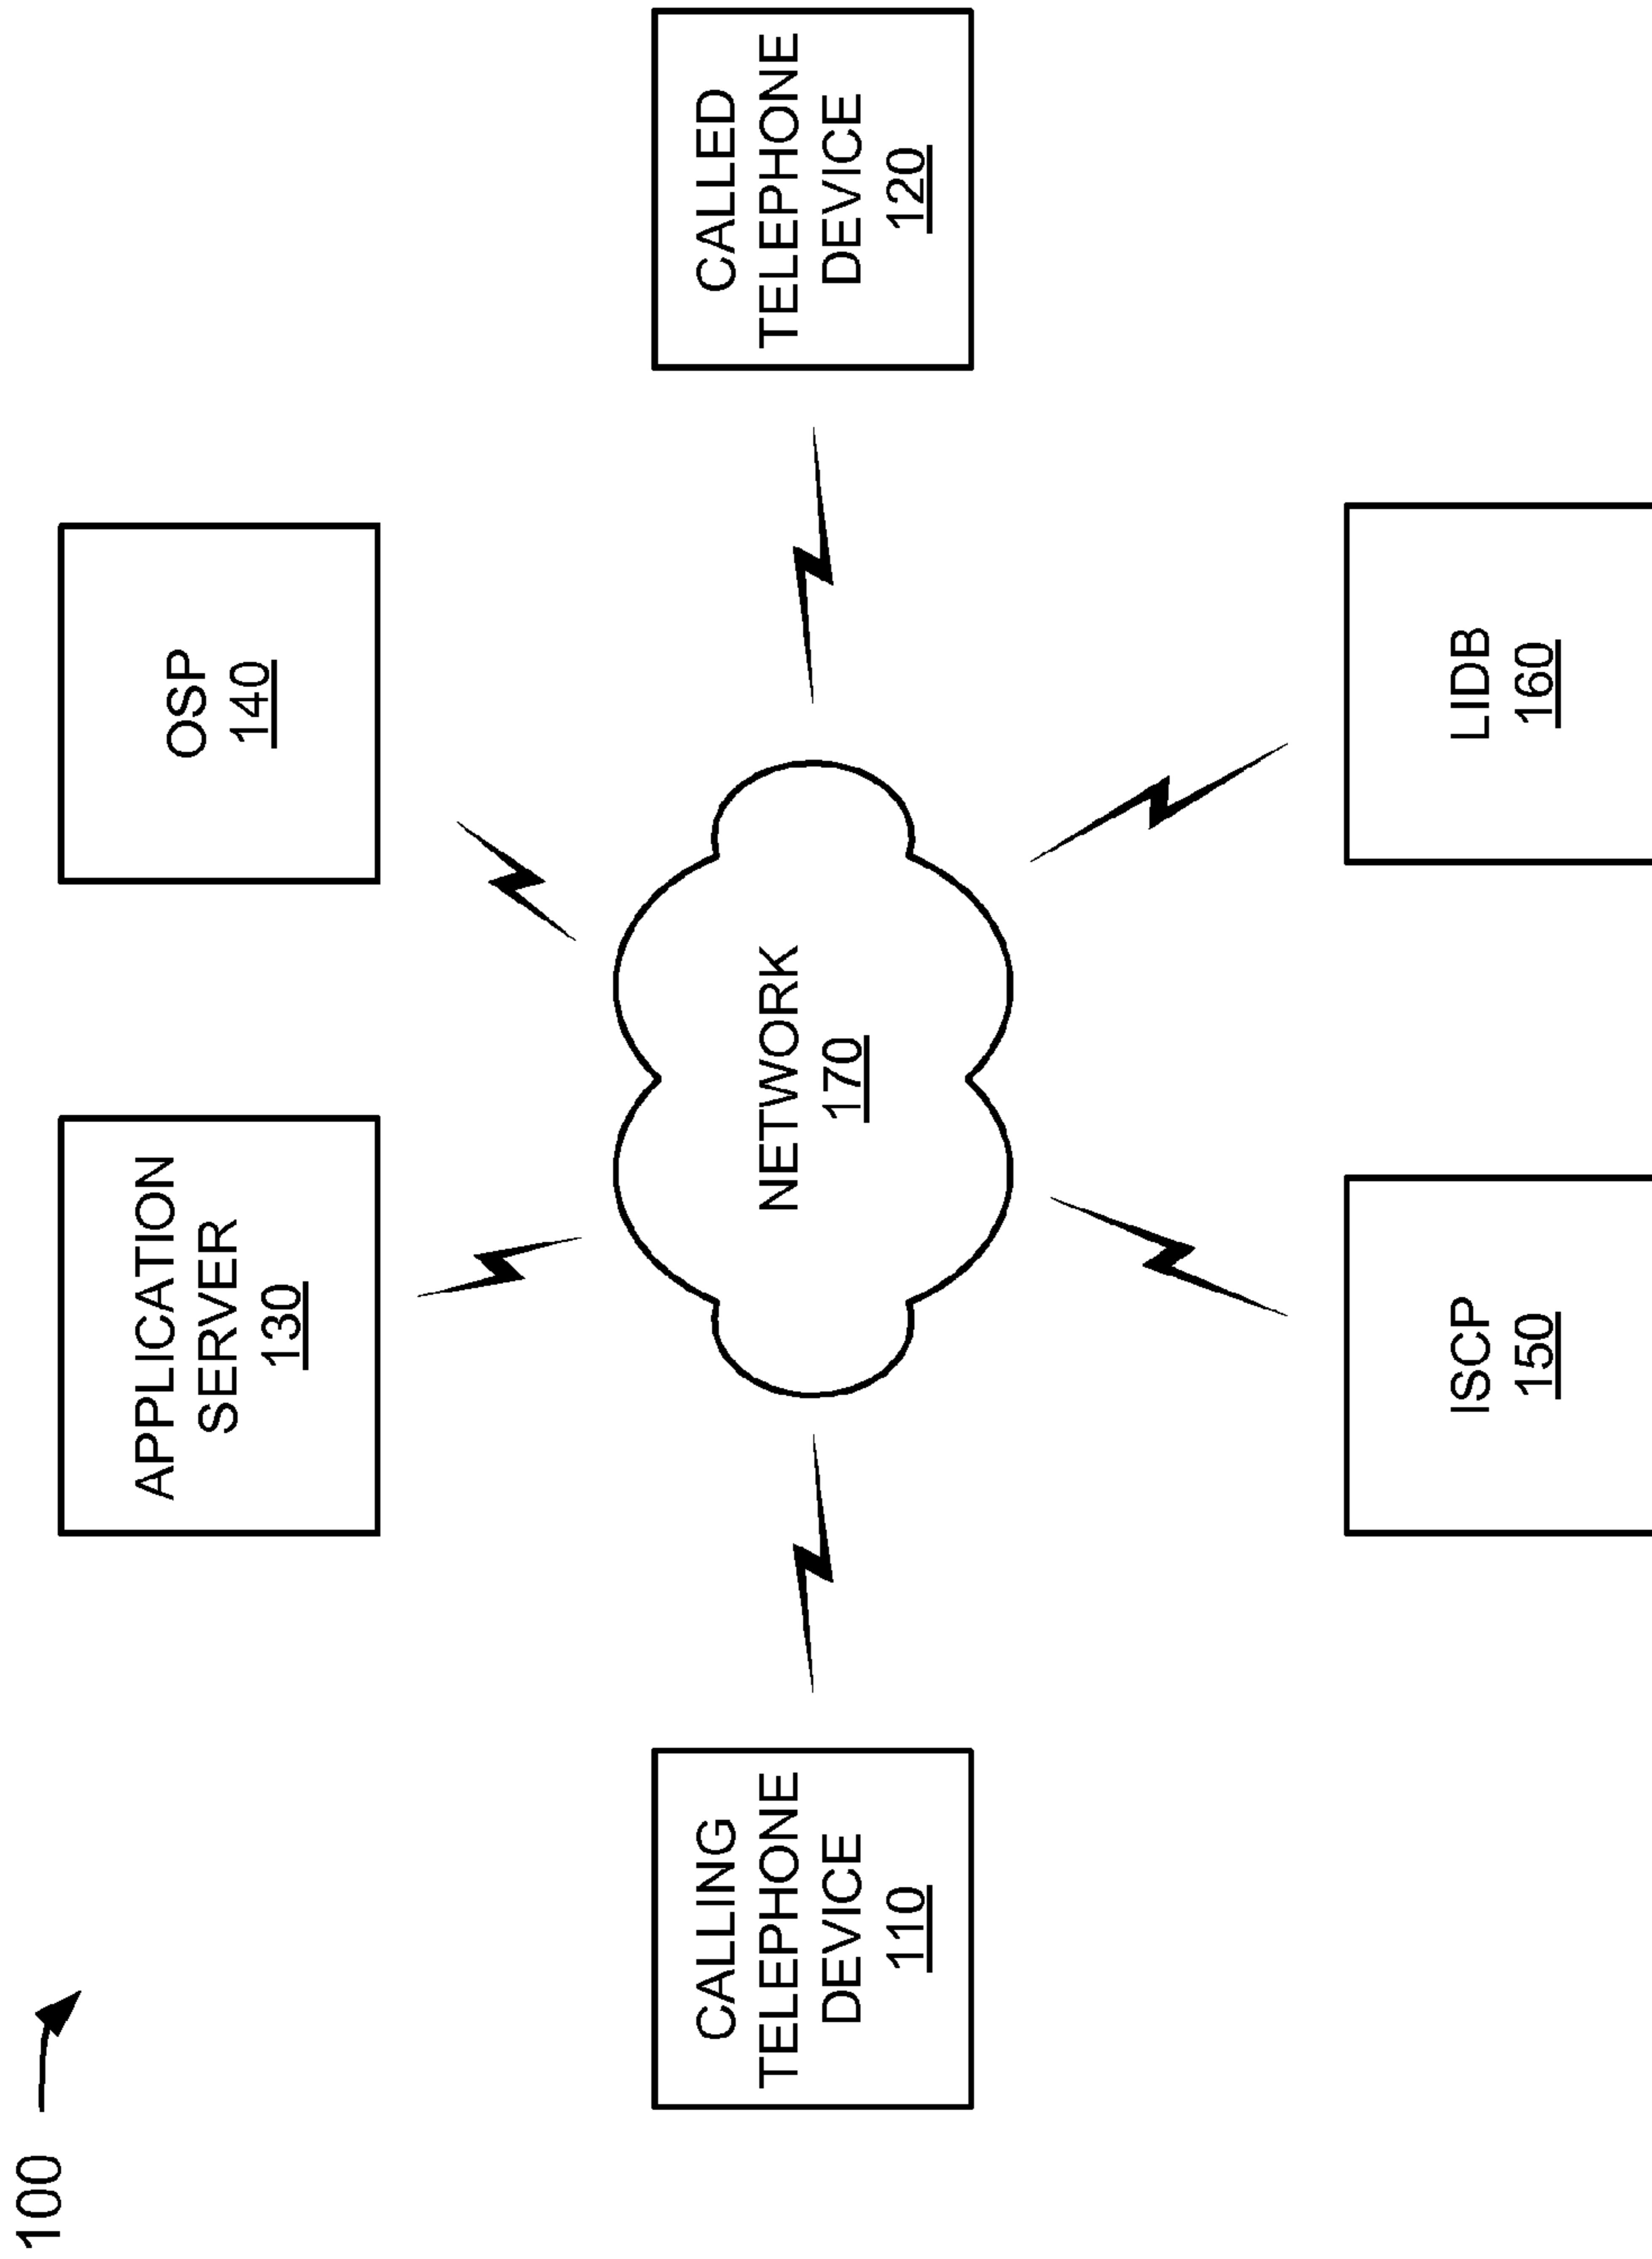 100
APPLICATION
SERVER
130
OSP
140
CALLING
TELEPHONE
DEVICE
110
NETWORK
170
CALLED
TELEPHONE
DEVICE
120
ISCP
150
LIDB
160